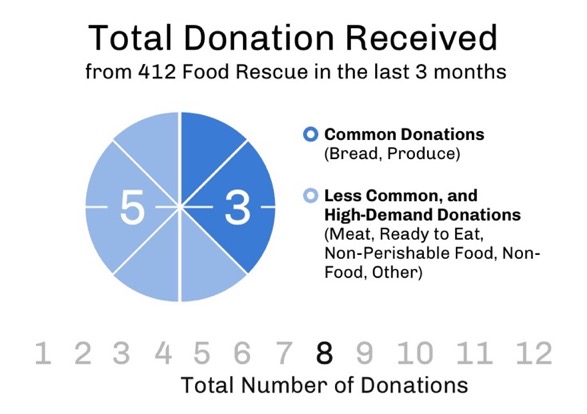 Total Donation Received
from 412 Food Rescue in the last 3 months
5
3
Common Donations
(Bread, Produce)
Less Common, and
High-Demand Donations
(Meat, Ready to Eat,
Non-Perishable Food, Non-
Food, Other)
1 2 3 4 5 6 7 8 9 10 11 12
Total Number of Donations